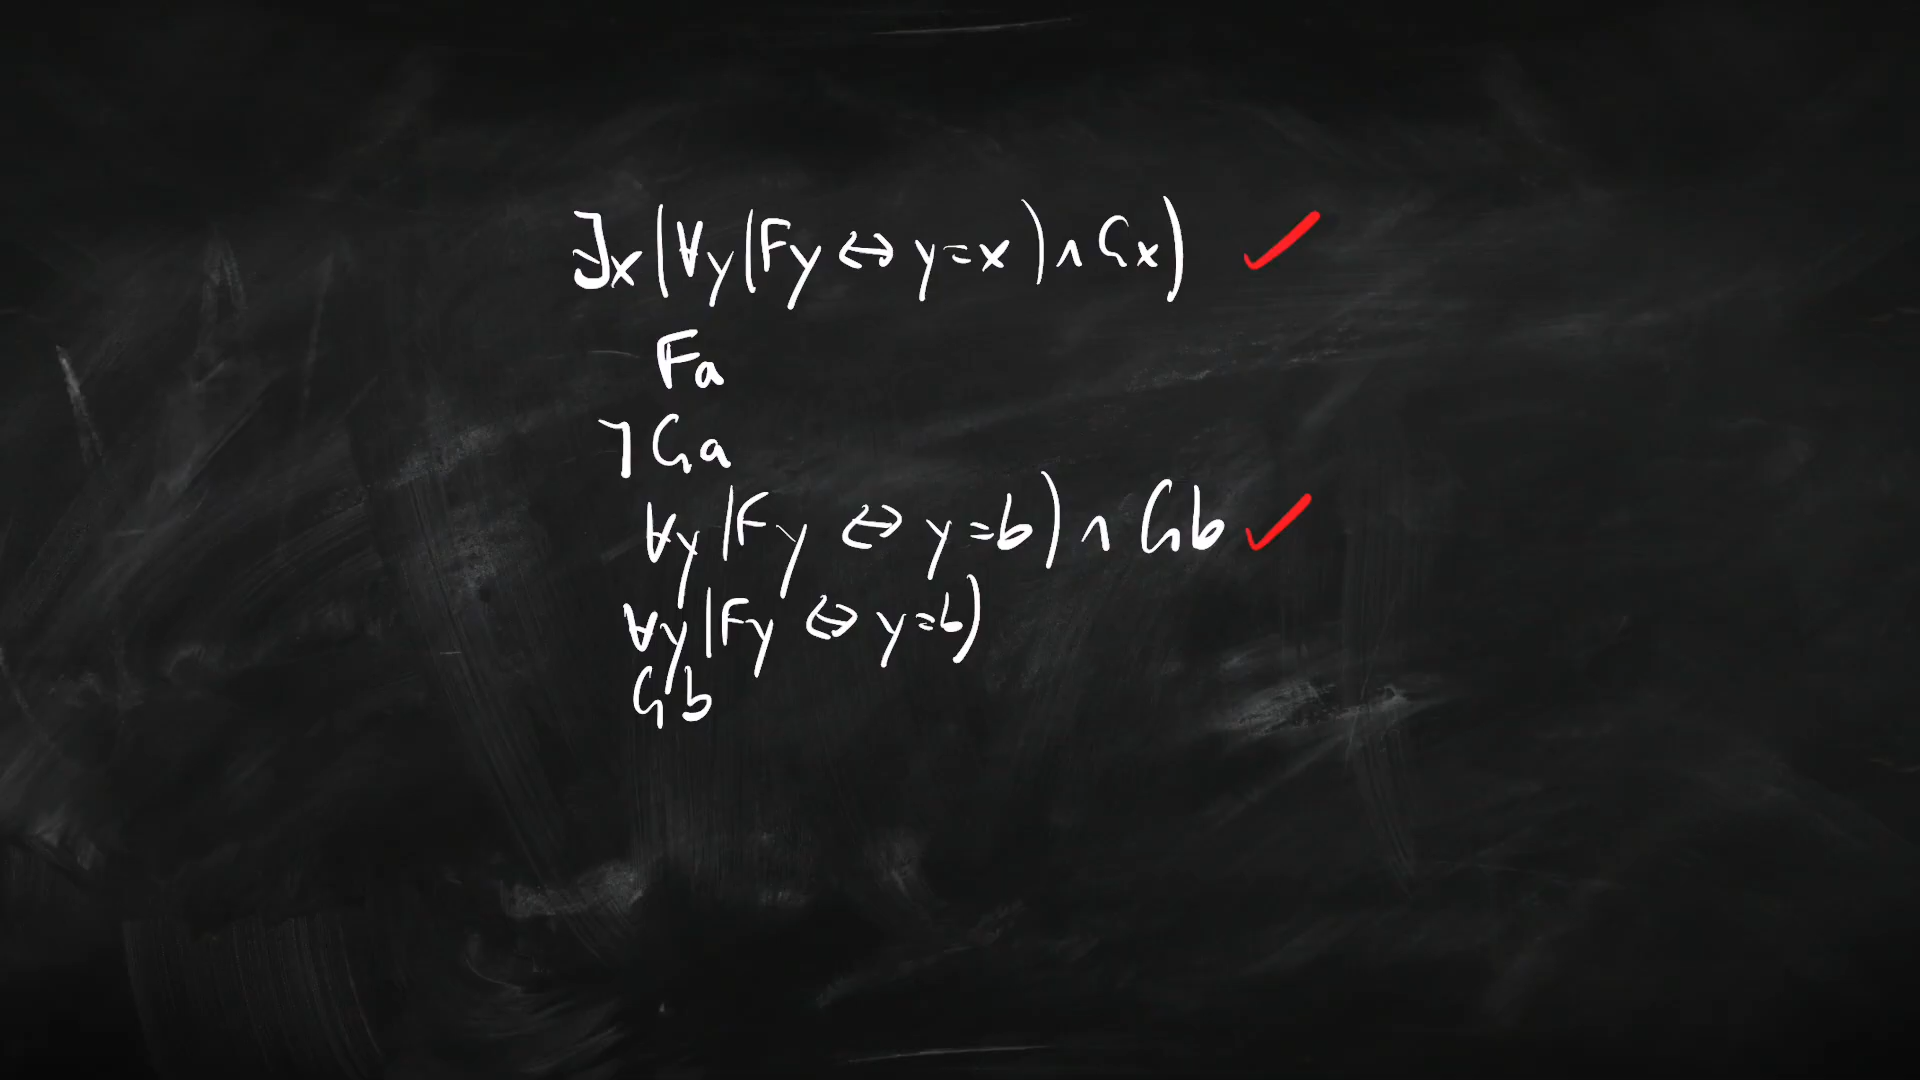 ∃x(∀y(Fy ⇔ y=x)∧Gx) ✓
Fa
¬Ga
∀y(Fy ⇔ y=b)∧Gb ✓
∀y(Fy ⇔ y=b)
Gb